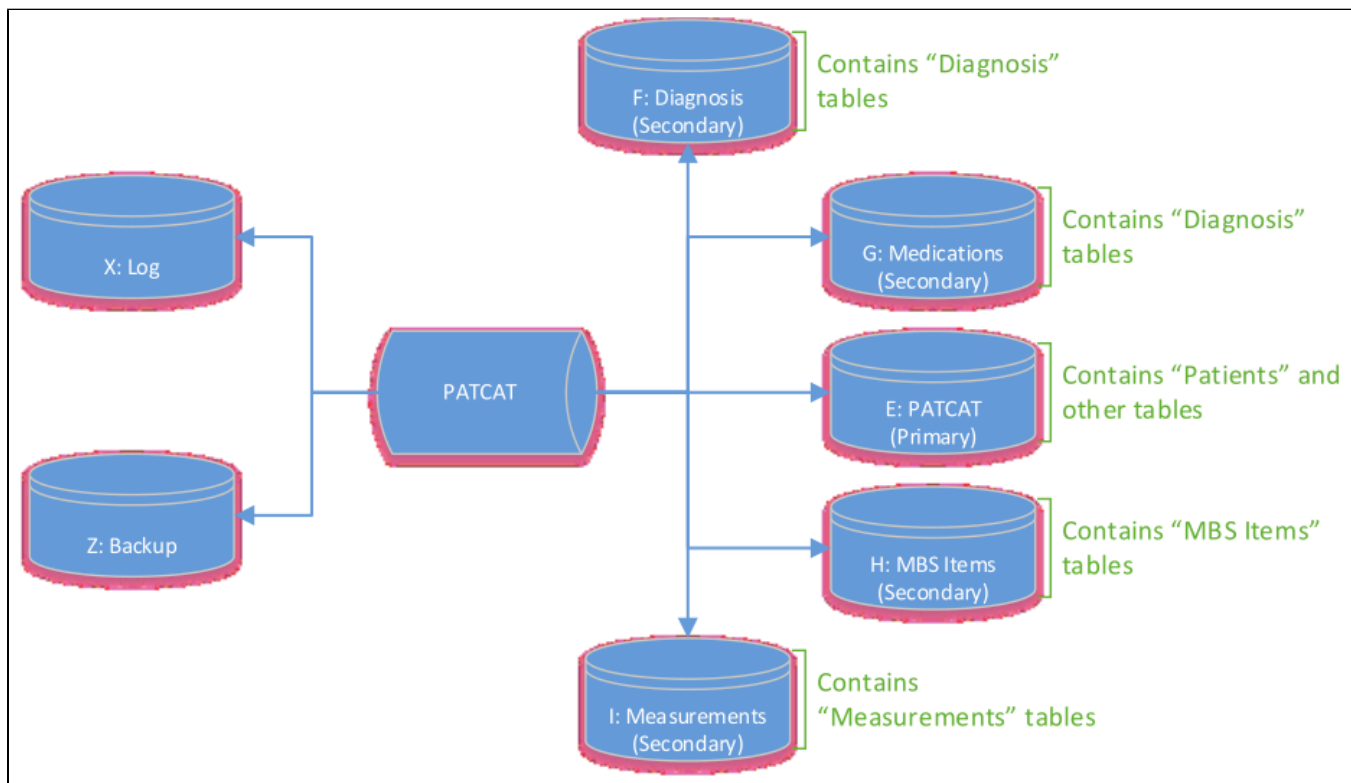 F: Diagnosis
(Secondary)
Contains “Diagnosis”
tables
X: Log
G: Medications
(Secondary)
Contains “Diagnosis”
tables
PATCAT
E: PATCAT
(Primary)
Contains “Patients” and
other tables
Z: Backup
H: MBS Items
(Secondary)
Contains “MBS Items”
tables
I: Measurements
(Secondary)
Contains
“Measurements” tables